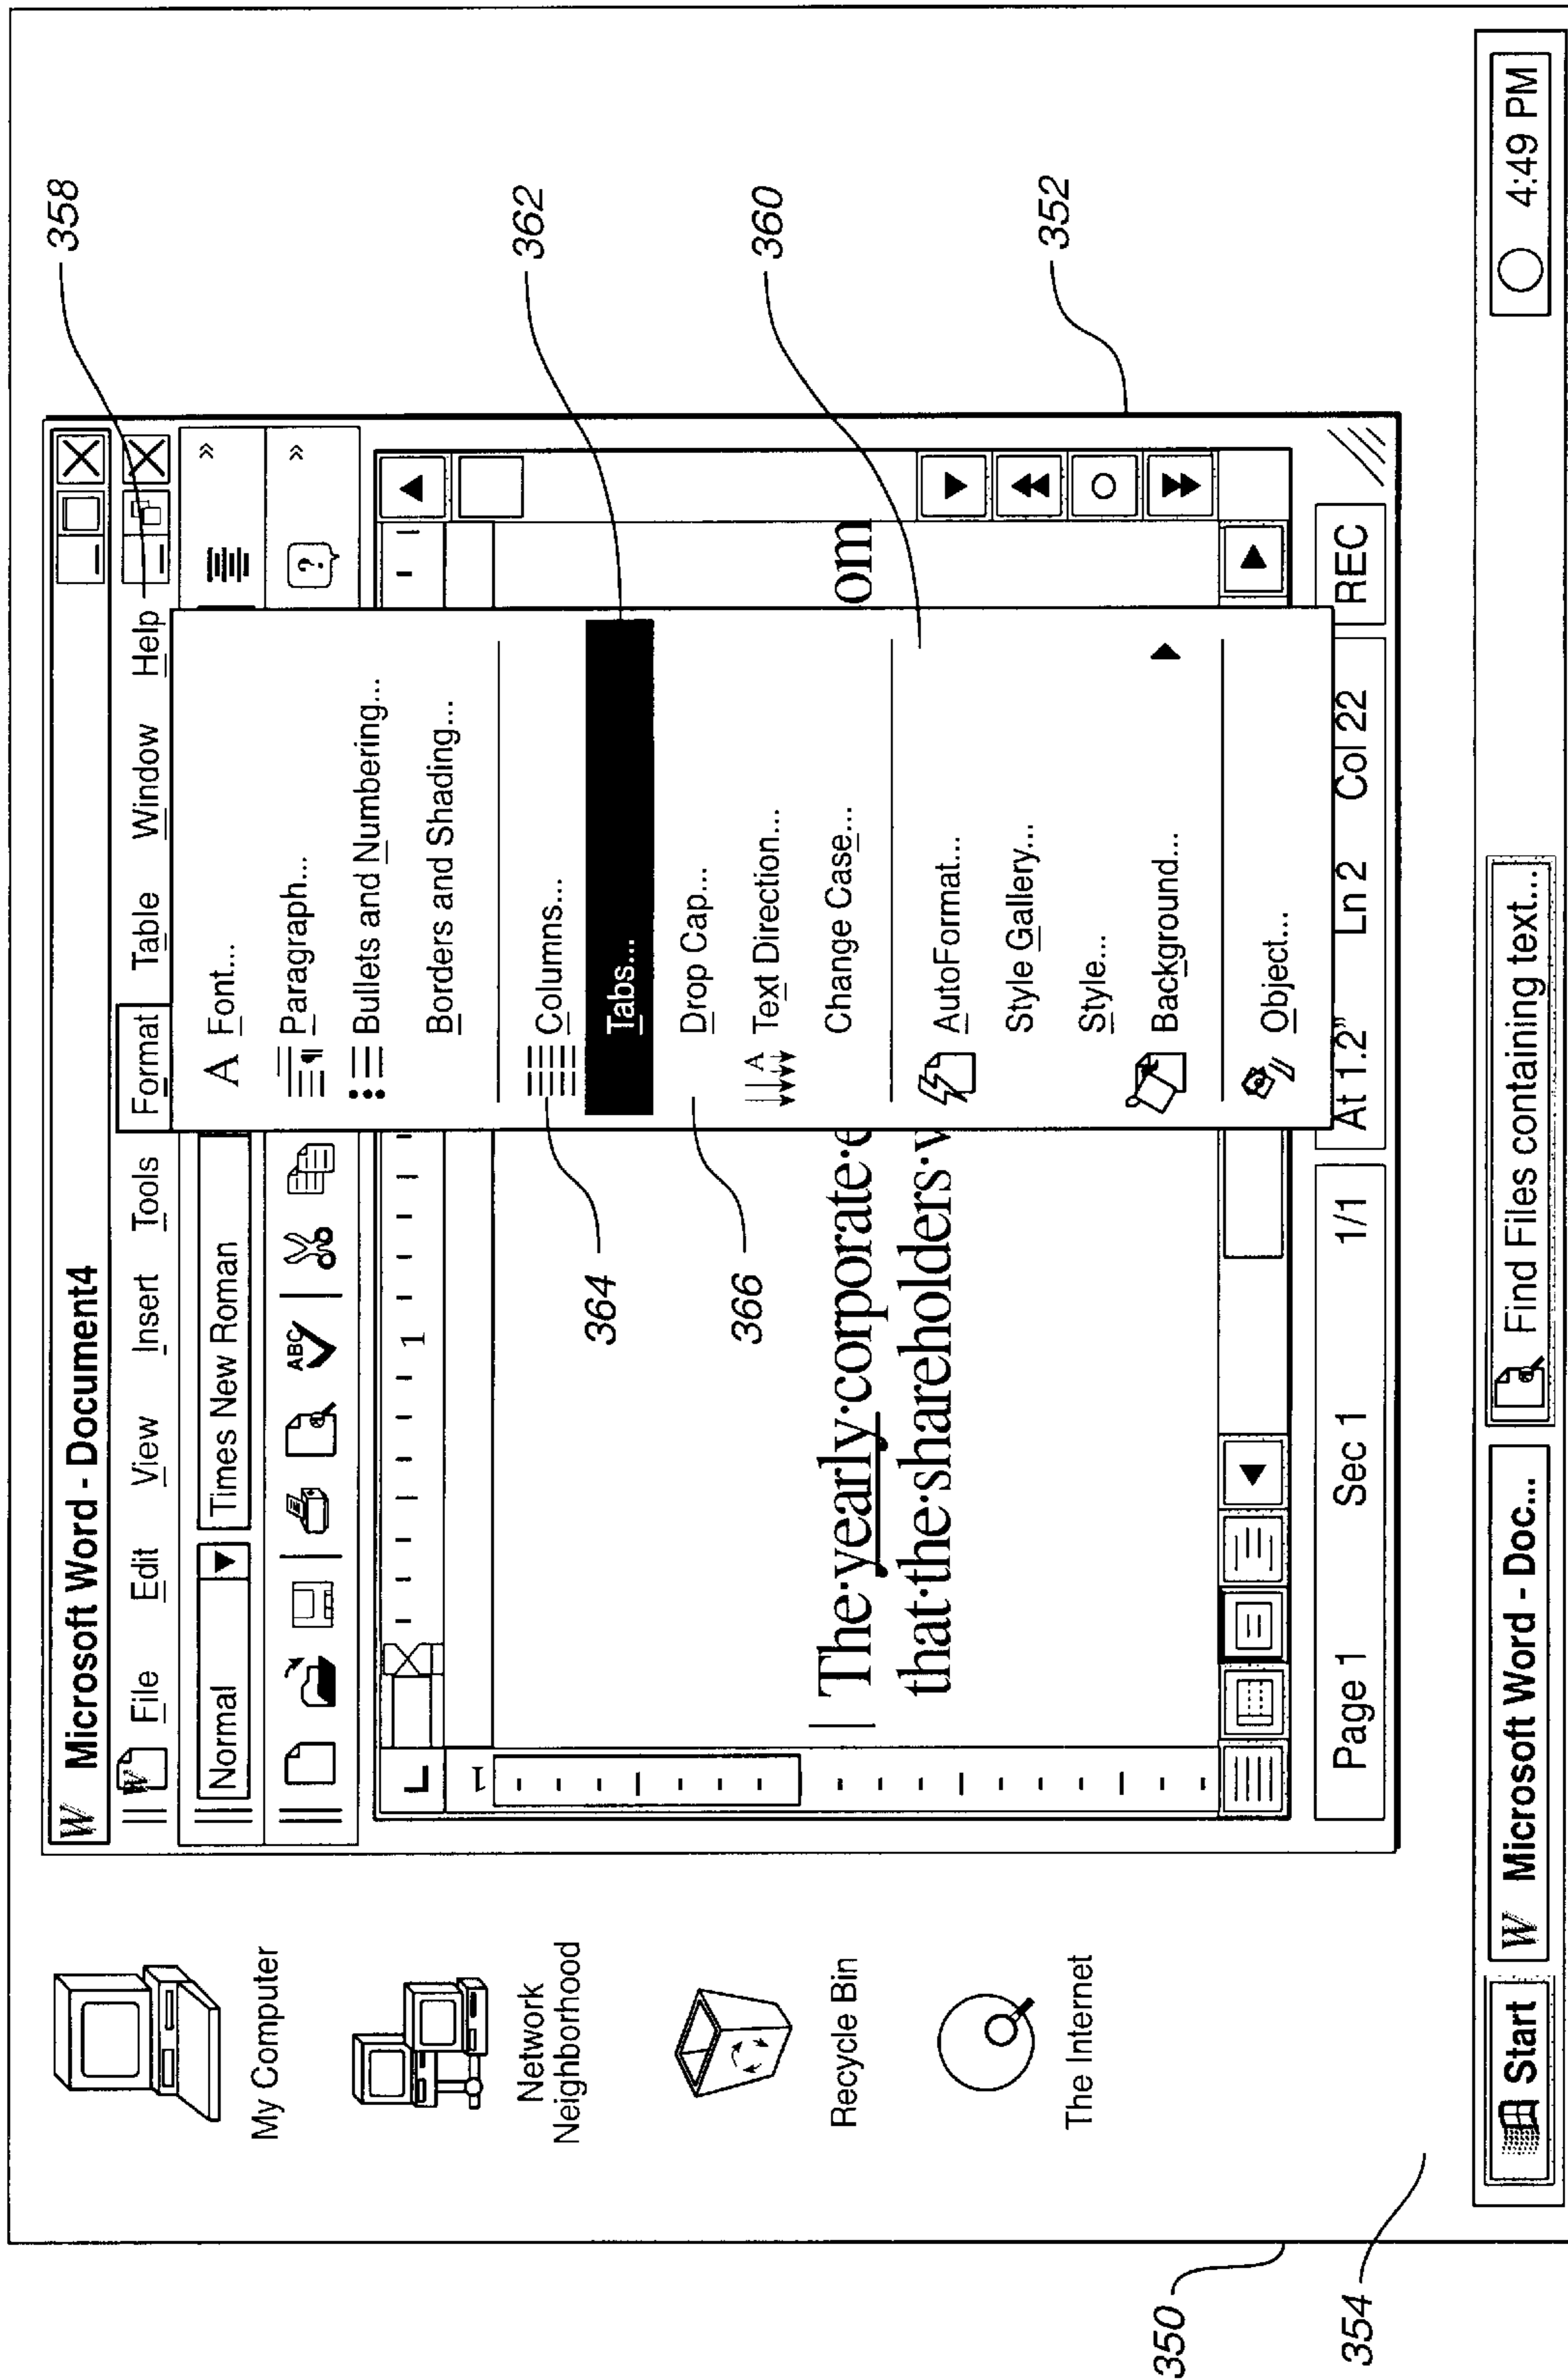 W Microsoft Word - Document4
W File Edit View Insert Tools Format Table Window Help
Normal Times New Roman »
ABC ? »
L 1
1
A Font...
Paragraph...
Bullets and Numbering...
Borders and Shading...
Columns...
Tabs...
Drop Cap...
A Text Direction...
Change Case...
AutoFormat...
Style Gallery...
Style...
Background...
Object...
The·yearly·corporate·e om
that·the·shareholders·v
Page 1 Sec 1 1/1 At 1.2" Ln 2 Col 22 REC
My Computer
Network
Neighborhood
Recycle Bin
The Internet
Start W Microsoft Word - Doc... Find Files containing text... 4:49 PM
358
362
360
352
364
366
350
354